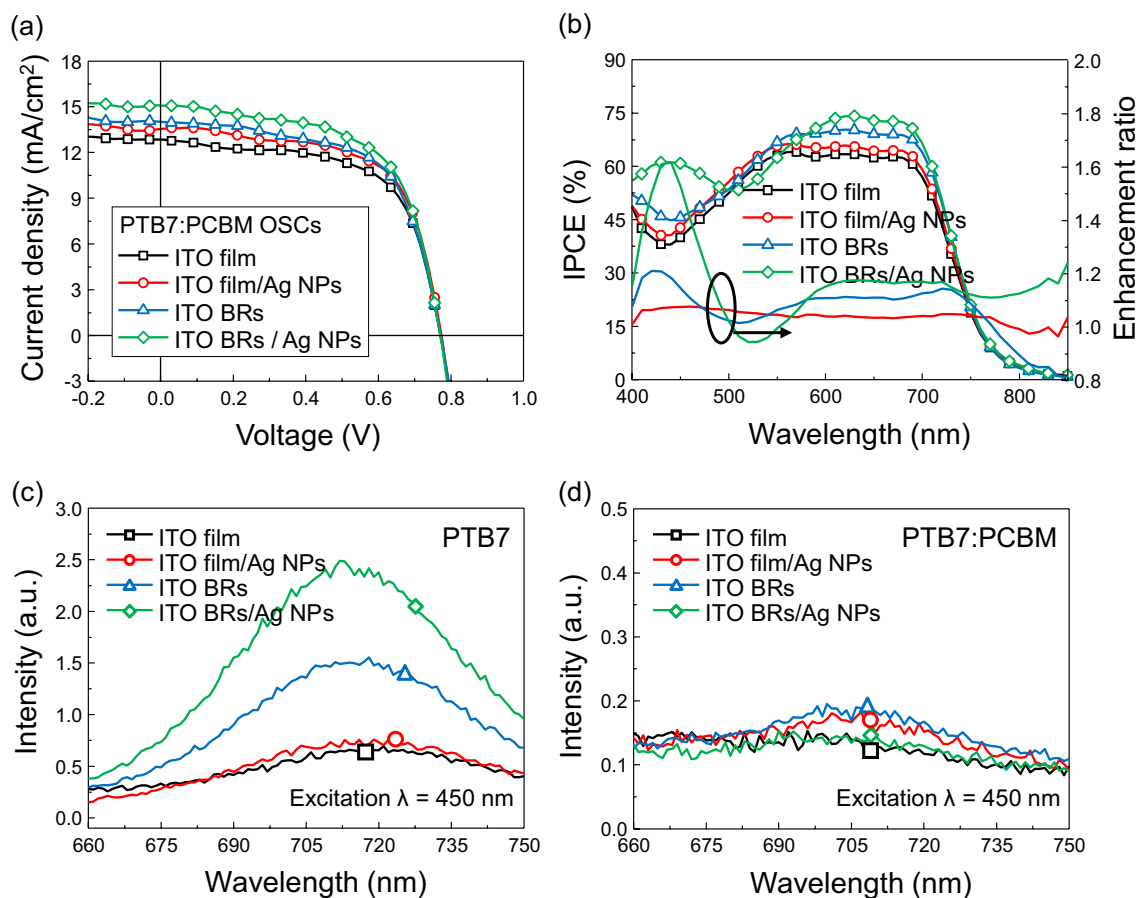 (a)
Current density (mA/cm²)
18
15
12
9
6
3
0
-3
PTB7:PCBM OSCs
ITO film
ITO film/Ag NPs
ITO BRs
ITO BRs / Ag NPs
-0.2 0.0 0.2 0.4 0.6 0.8 1.0
Voltage (V)
(b)
IPCE (%)
90
75
60
45
30
15
0
ITO film
ITO film/Ag NPs
ITO BRs
ITO BRs/Ag NPs
2.0
1.8
1.6
1.4
1.2
1.0
0.8
Enhancement ratio
400 500 600 700 800
Wavelength (nm)
(c)
Intensity (a.u.)
3.0
2.5
2.0
1.5
1.0
0.5
0.0
ITO film
ITO film/Ag NPs
ITO BRs
ITO BRs/Ag NPs
PTB7
Excitation λ = 450 nm
660 675 690 705 720 735 750
Wavelength (nm)
(d)
Intensity (a.u.)
0.5
0.4
0.3
0.2
0.1
0.0
ITO film
ITO film/Ag NPs
ITO BRs
ITO BRs/Ag NPs
PTB7:PCBM
Excitation λ = 450 nm
660 675 690 705 720 735 750
Wavelength (nm)